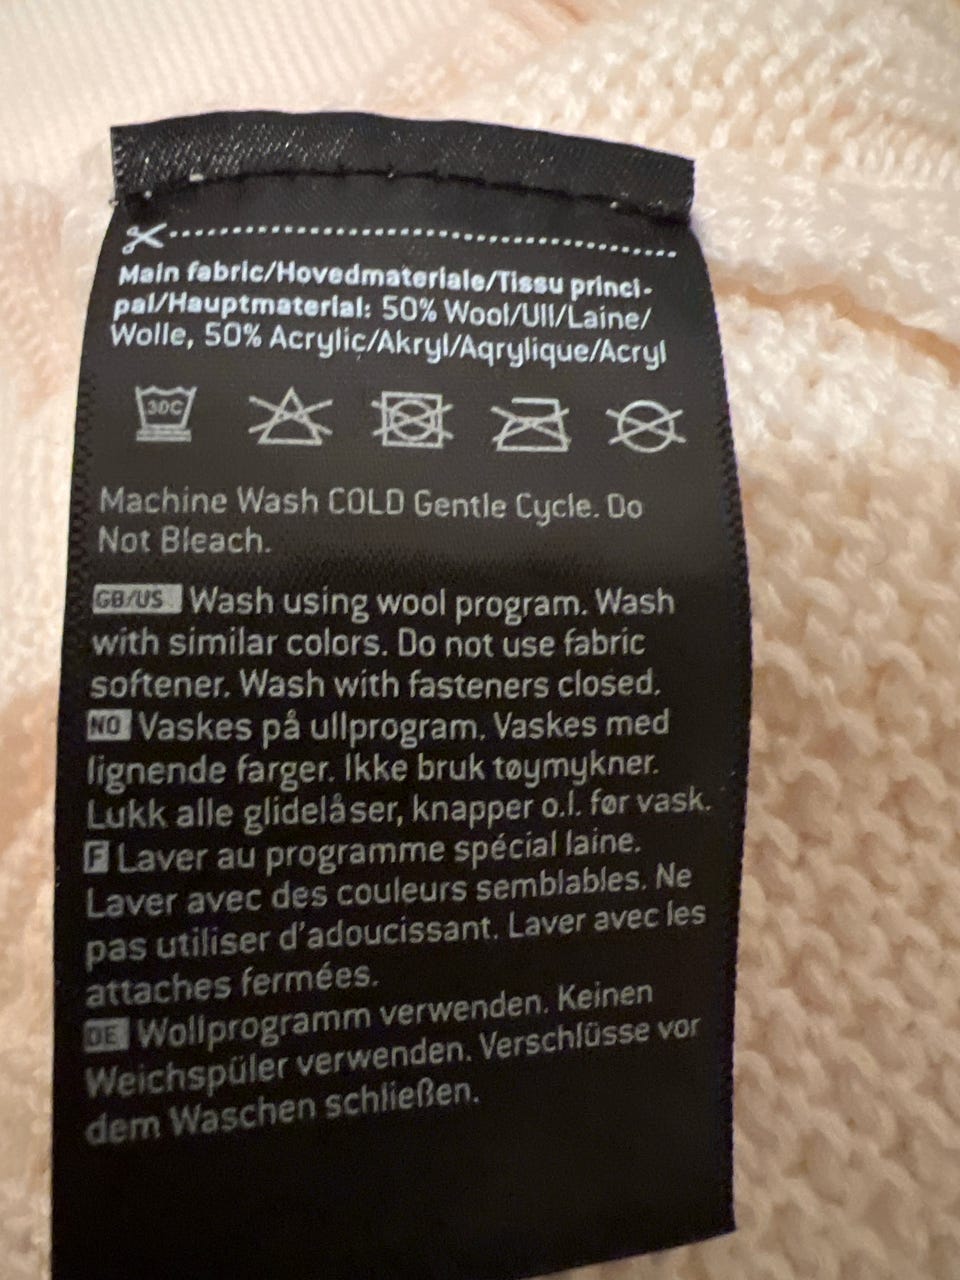 Main fabric/Hovedmateriale/Tissu princi-
pal/Hauptmaterial: 50% Wool/Ull/Laine/
Wolle, 50% Acrylic/Akryl/Aqrylique/Acryl
30C
Machine Wash COLD Gentle Cycle. Do
Not Bleach.
GB/US Wash using wool program. Wash
with similar colors. Do not use fabric
softener. Wash with fasteners closed.
NO Vaskes på ullprogram. Vaskes med
lignende farger. Ikke bruk tøymykner.
Lukk alle glidelåser, knapper o.l. før vask.
F Laver au programme spécial laine.
Laver avec des couleurs semblables. Ne
pas utiliser d'adoucissant. Laver avec les
attaches fermées.
DE Wollprogramm verwenden. Keinen
Weichspüler verwenden. Verschlüsse vor
dem Waschen schließen.